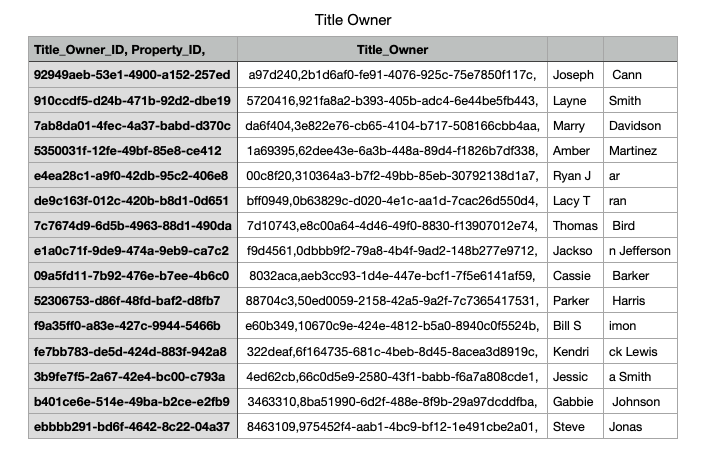 Title Owner
Title_Owner_ID, Property_ID, Title_Owner
92949aeb-53e1-4900-a152-257ed a97d240,2b1d6af0-fe91-4076-925c-75e7850f117c, Joseph Cann
910ccdf5-d24b-471b-92d2-dbe19 5720416,921fa8a2-b393-405b-adc4-6e44be5fb443, Layne Smith
7ab8da01-4fec-4a37-babd-d370c da6f404,3e822e76-cb65-4104-b717-508166cbb4aa, Marry Davidson
5350031f-12fe-49bf-85e8-ce412 1a69395,62dee43e-6a3b-448a-89d4-f1826b7df338, Amber Martinez
e4ea28c1-a9f0-42db-95c2-406e8 00c8f20,310364a3-b7f2-49bb-85eb-30792138d1a7, Ryan J ar
de9c163f-012c-420b-b8d1-0d651 bff0949,0b63829c-d020-4e1c-aa1d-7cac26d550d4, Lacy T ran
7c7674d9-6d5b-4963-88d1-490da 7d10743,e8c00a64-4d46-49f0-8830-f13907012e74, Thomas Bird
e1a0c71f-9de9-474a-9eb9-ca7c2 f9d4561,0dbbb9f2-79a8-4b4f-9ad2-148b277e9712, Jackso n Jefferson
09a5fd11-7b92-476e-b7ee-4b6c0 8032aca,aeb3cc93-1d4e-447e-bcf1-7f5e6141af59, Cassie Barker
52306753-d86f-48fd-baf2-d8fb7 88704c3,50ed0059-2158-42a5-9a2f-7c7365417531, Parker Harris
f9a35ff0-a83e-427c-9944-5466b e60b349,10670c9e-424e-4812-b5a0-8940c0f5524b, Bill S imon
fe7bb783-de5d-424d-883f-942a8 322deaf,6f164735-681c-4beb-8d45-8acea3d8919c, Kendri ck Lewis
3b9fe7f5-2a67-42e4-bc00-c793a 4ed62cb,66c0d5e9-2580-43f1-babb-f6a7a808cde1, Jessic a Smith
b401ce6e-514e-49ba-b2ce-e2fb9 3463310,8ba51990-6d2f-488e-8f9b-29a97dcddfba, Gabbie Johnson
ebbbb291-bd6f-4642-8c22-04a37 8463109,975452f4-aab1-4bc9-bf12-1e491cbe2a01, Steve Jonas